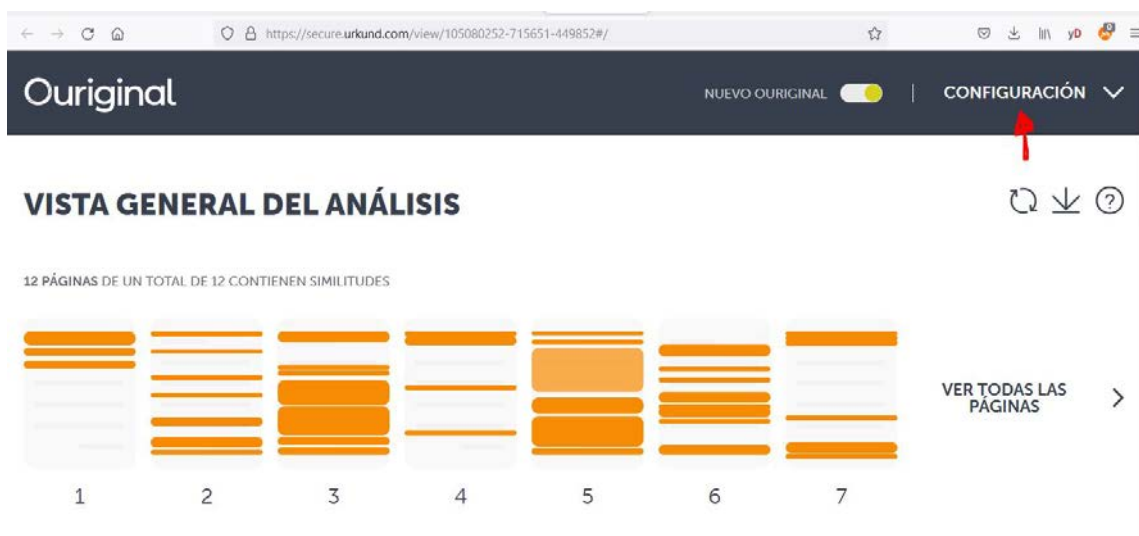 https://secure.urkund.com/view/105080252-715651-449852#/
Ouriginal
NUEVO OURIGINAL
CONFIGURACIÓN
VISTA GENERAL DEL ANÁLISIS
12 PÁGINAS DE UN TOTAL DE 12 CONTIENEN SIMILITUDES
VER TODAS LAS
PÁGINAS
1 2 3 4 5 6 7